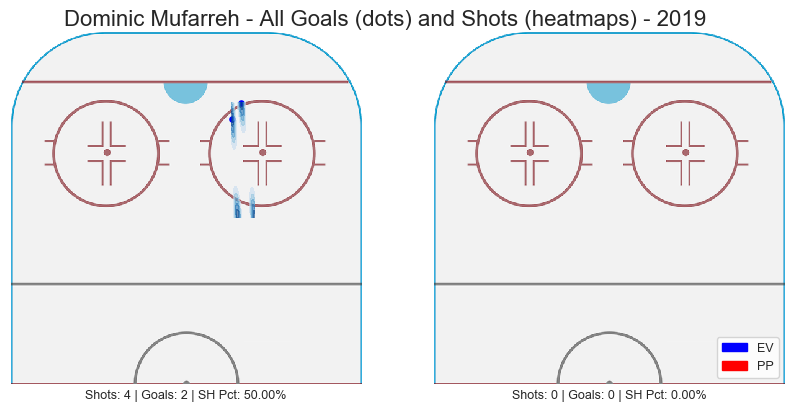 Dominic Mufarreh - All Goals (dots) and Shots (heatmaps) - 2019
EV
PP
Shots: 4 | Goals: 2 | SH Pct: 50.00%
Shots: 0 | Goals: 0 | SH Pct: 0.00%